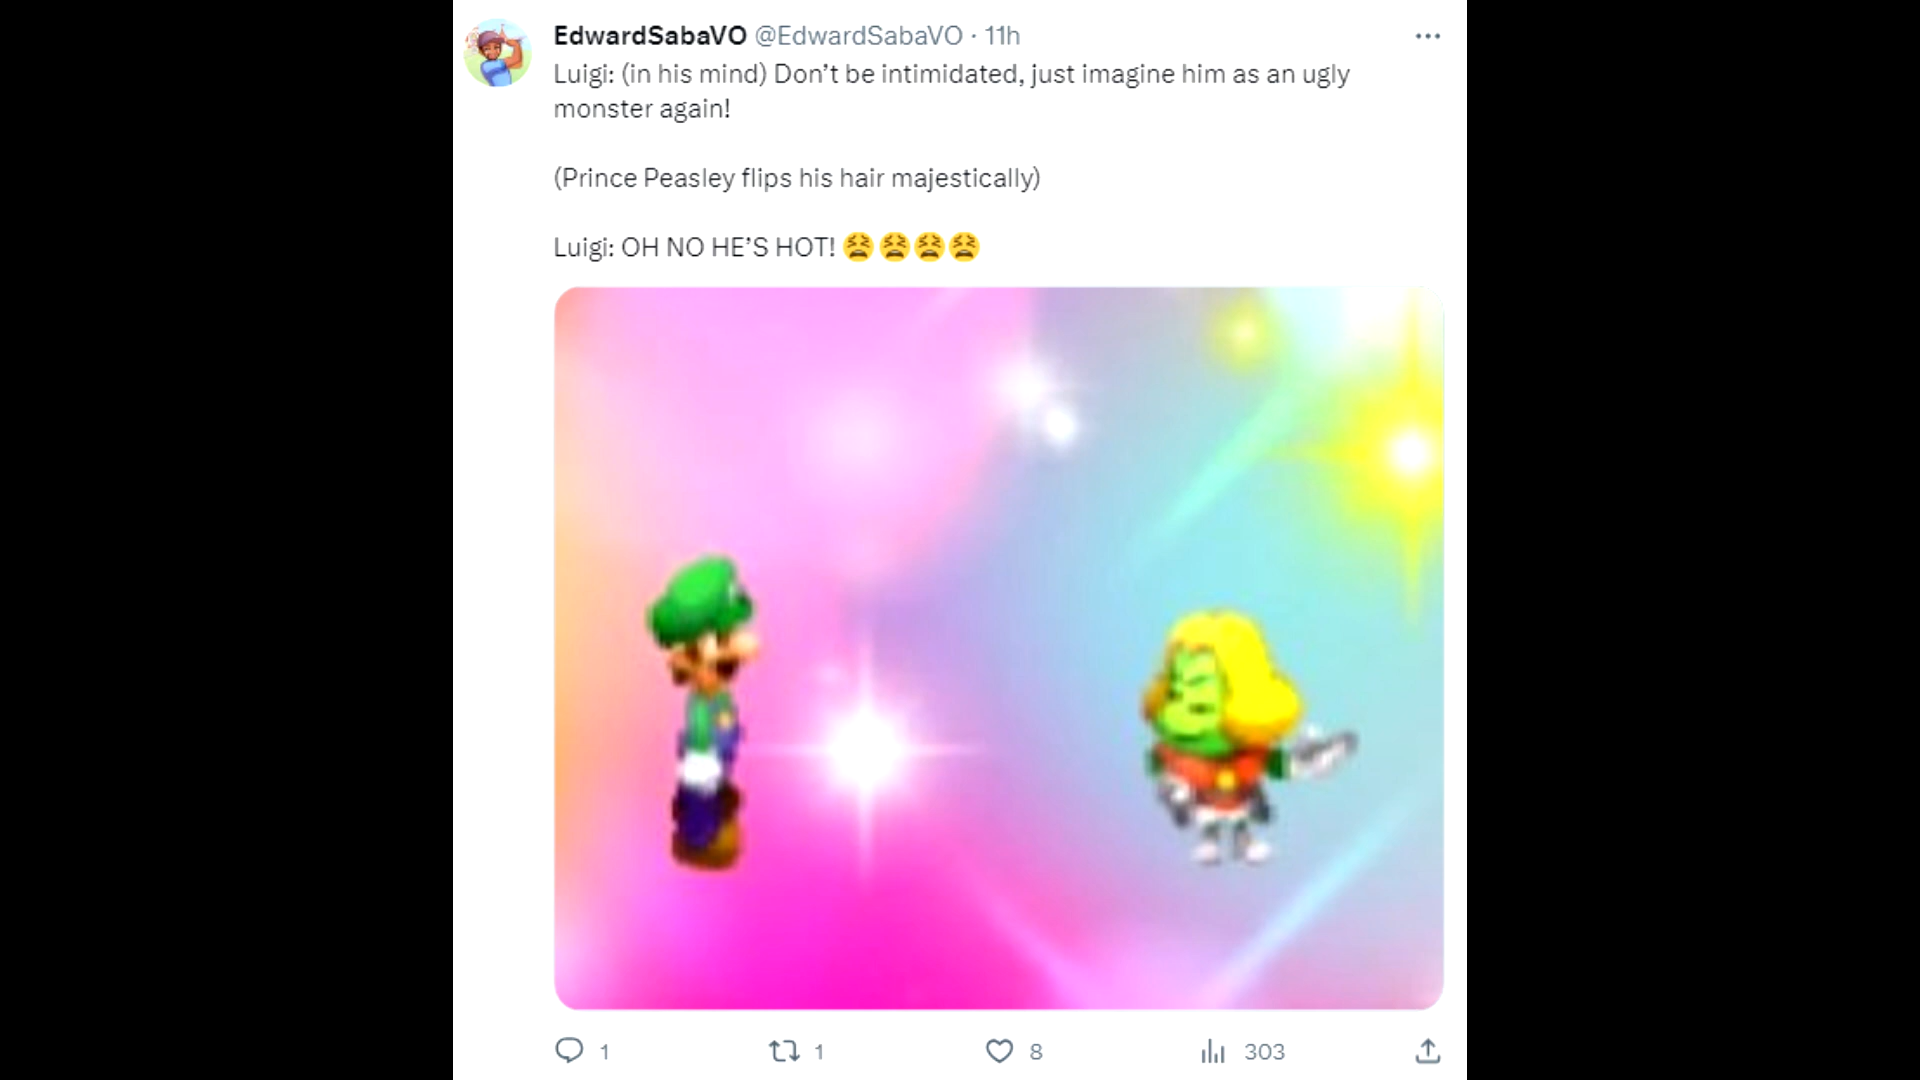 EdwardSabaVO @EdwardSabaVO · 11h
Luigi: (in his mind) Don’t be intimidated, just imagine him as an ugly
monster again!
(Prince Peasley flips his hair majestically)
Luigi: OH NO HE’S HOT! 😫😫😫😫
1 1 8 303